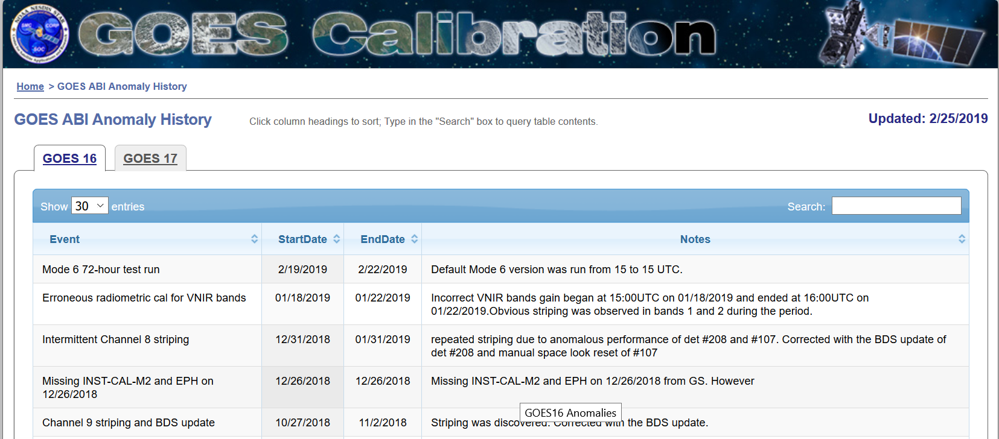 GOES Calibration
NOAA NESDIS STAR
Home > GOES ABI Anomaly History
GOES ABI Anomaly History
Click column headings to sort; Type in the "Search" box to query table contents.
Updated: 2/25/2019
GOES 16
GOES 17
Show 30 entries
Search:
Event StartDate EndDate Notes
Mode 6 72-hour test run 2/19/2019 2/22/2019 Default Mode 6 version was run from 15 to 15 UTC.
Erroneous radiometric cal for VNIR bands 01/18/2019 01/22/2019 Incorrect VNIR bands gain began at 15:00UTC on 01/18/2019 and ended at 16:00UTC on
01/22/2019.Obvious striping was observed in bands 1 and 2 during the period.
Intermittent Channel 8 striping 12/31/2018 01/31/2019 repeated striping due to anomalous performance of det #208 and #107. Corrected with the BDS update of
det #208 and manual space look reset of #107
Missing INST-CAL-M2 and EPH on 12/26/2018 12/26/2018 Missing INST-CAL-M2 and EPH on 12/26/2018 from GS. However
12/26/2018
GOES16 Anomalies
Channel 9 striping and BDS update 10/27/2018 11/2/2018 Striping was discovered. Corrected with the BDS update.